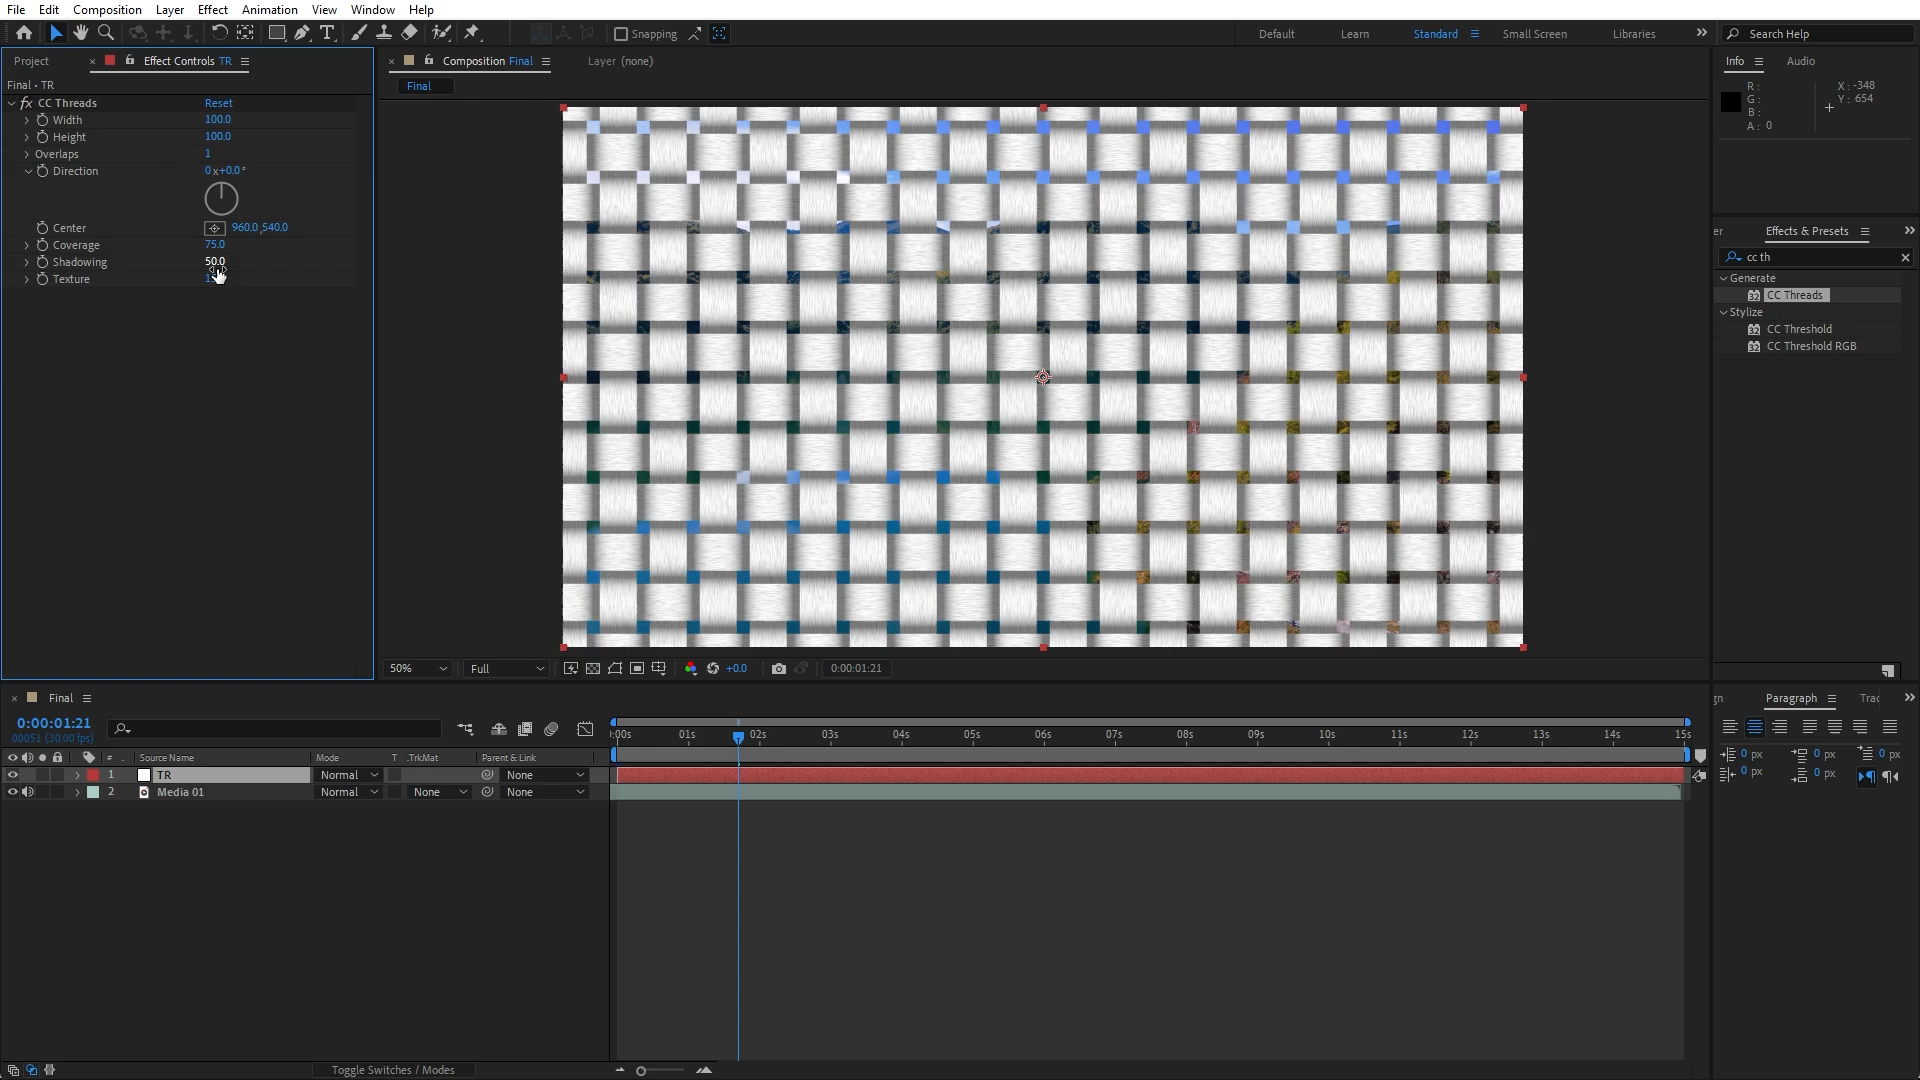 File Edit Composition Layer Effect Animation View Window Help
Snapping Default Learn Standard Small Screen Libraries Search Help
Project Effect Controls TR Composition Final Layer (none) Info Audio
Final • TR Final
R: X: -348
G: Y: 654
B:
A: 0
fx CC Threads Reset
Width 100.0
Height 100.0
Overlaps 1
Direction 0x+0.0°
Center 960.0,540.0
Coverage 75.0
Shadowing 50.0
Texture
Effects & Presets
cc th
Generate
CC Threads
Stylize
CC Threshold
CC Threshold RGB
50% Full +0.0 0:00:01:21
Final
Paragraph
0:00:01:21
00051 (30.00 fps)
:00s 01s 02s 03s 04s 05s 06s 07s 08s 09s 10s 11s 12s 13s 14s 15s
# Source Name Mode T .TrkMat Parent & Link
1 TR Normal None
2 Media 01 Normal None None
0 px 0 px 0 px
0 px 0 px
Toggle Switches / Modes